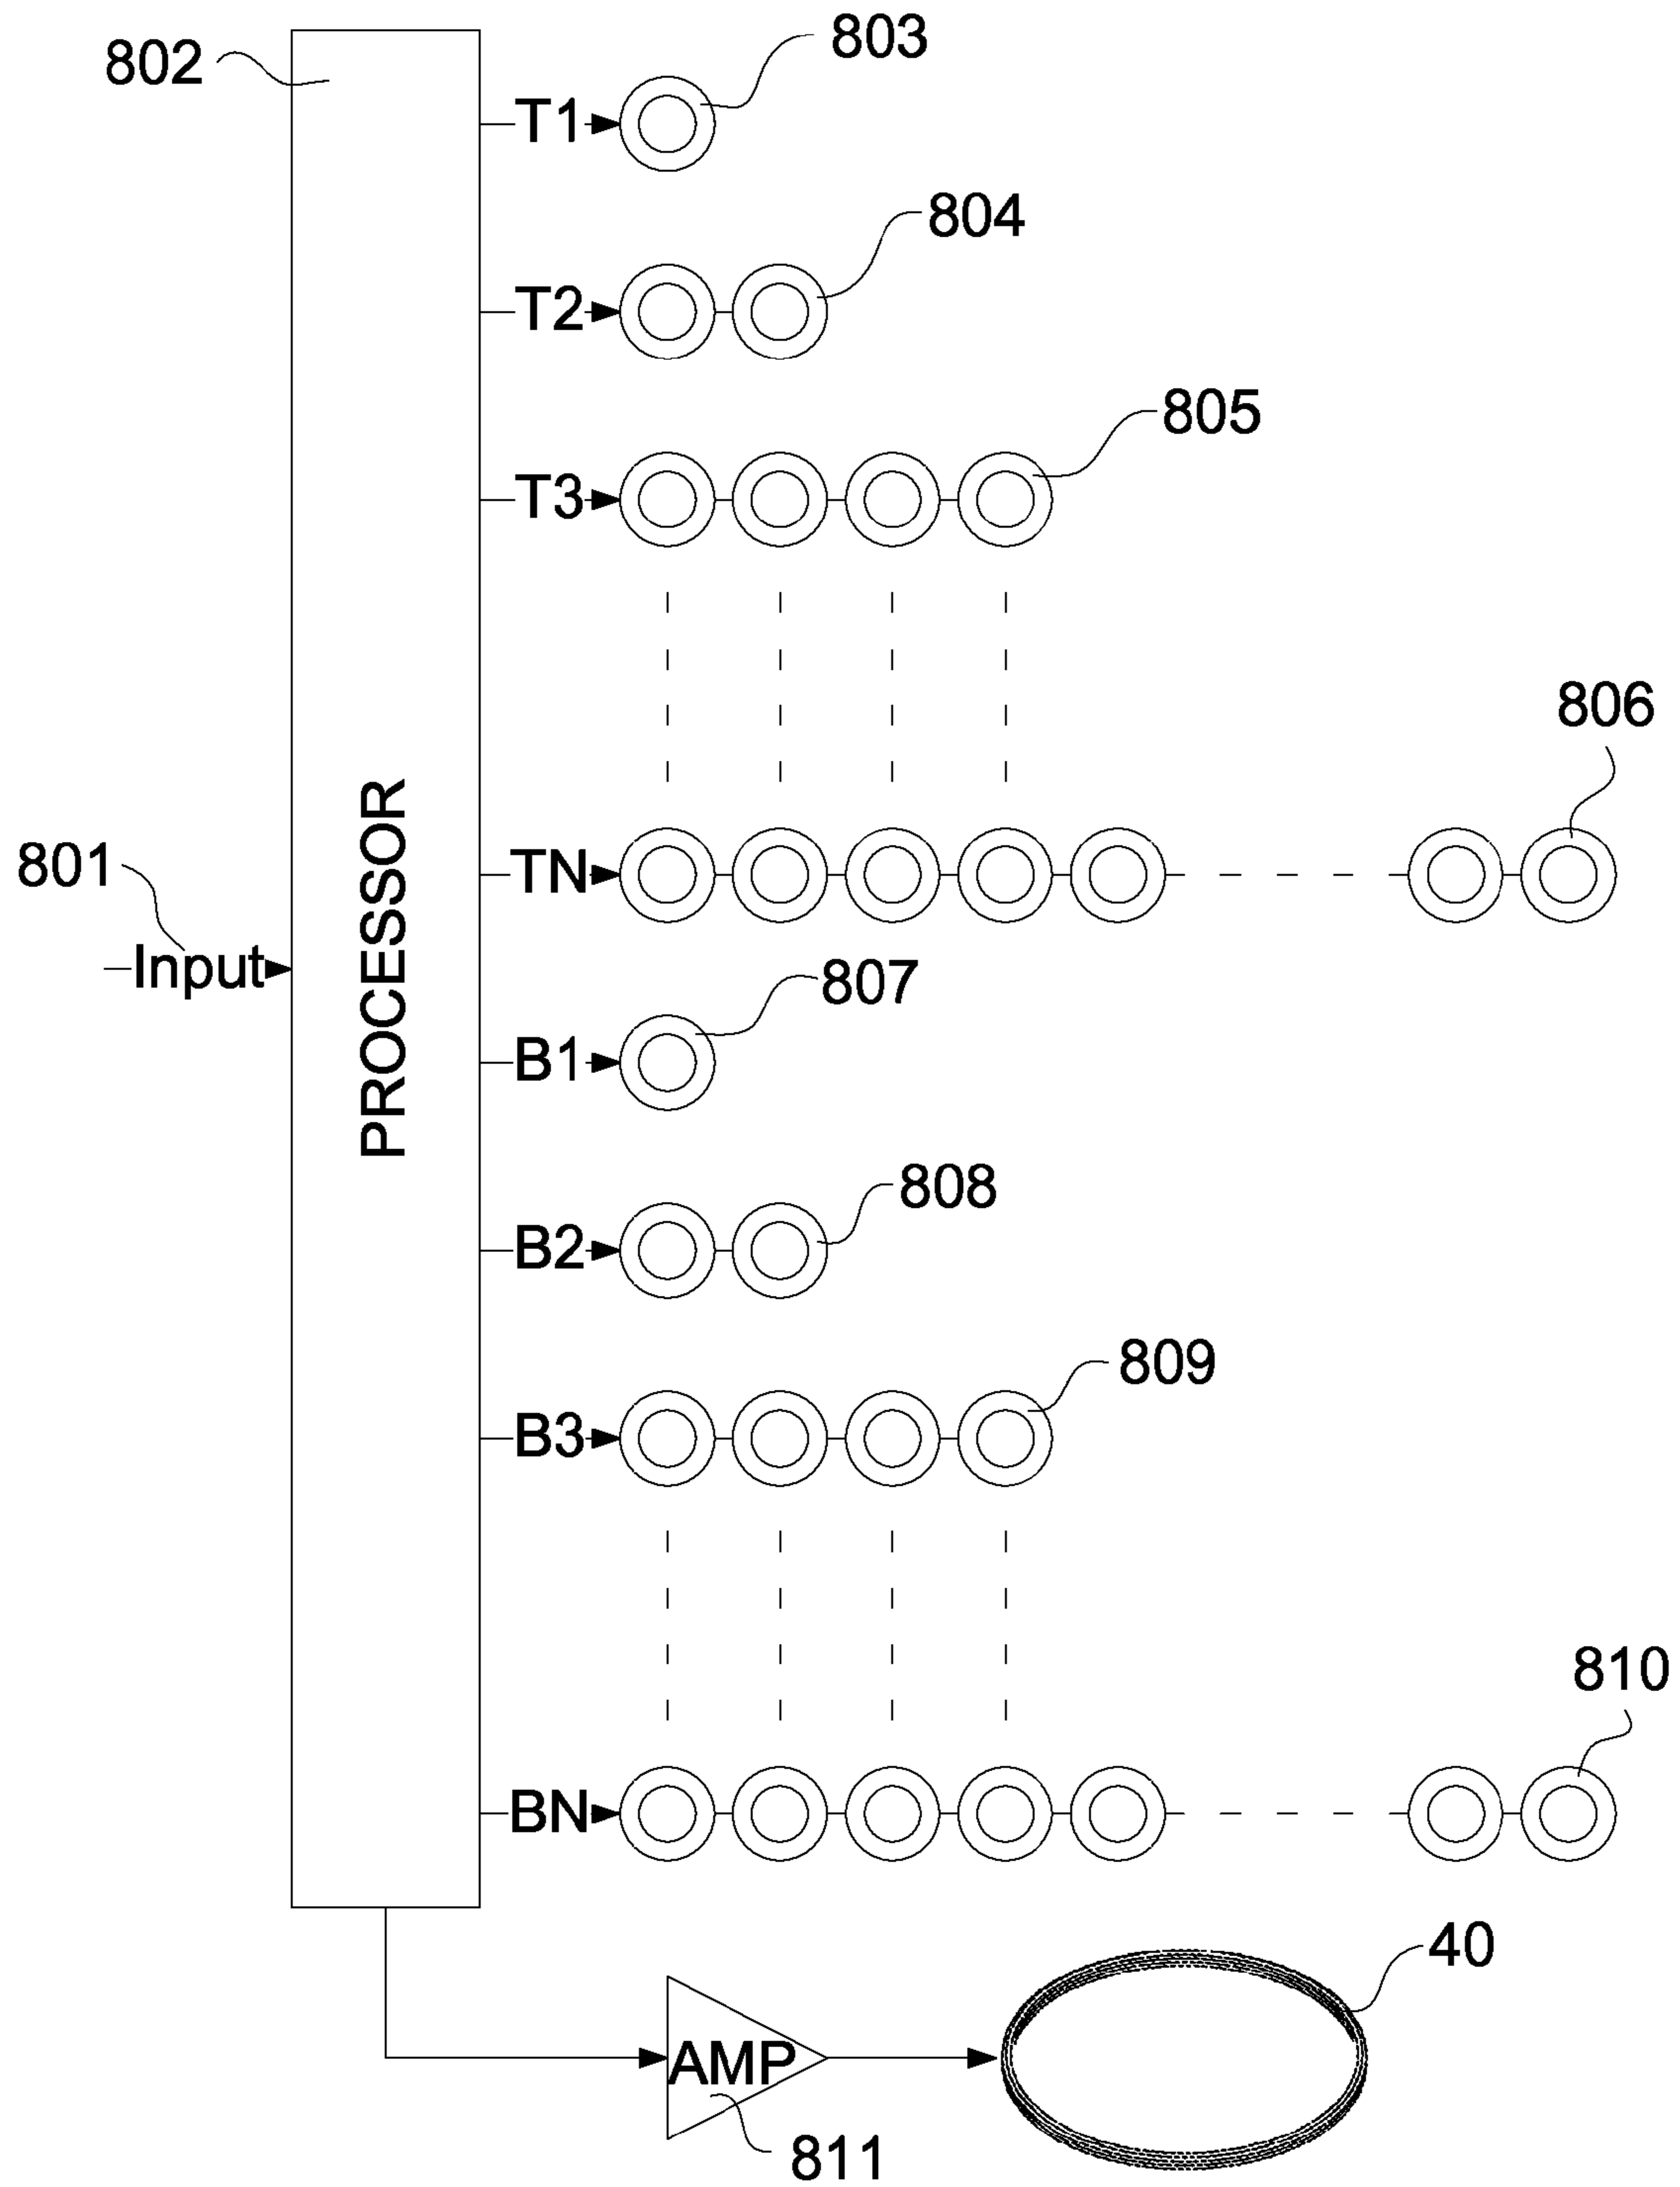 802
803
T1
804
T2
805
T3
806
TN
801
Input
PROCESSOR
807
B1
808
B2
809
B3
810
BN
40
AMP
811